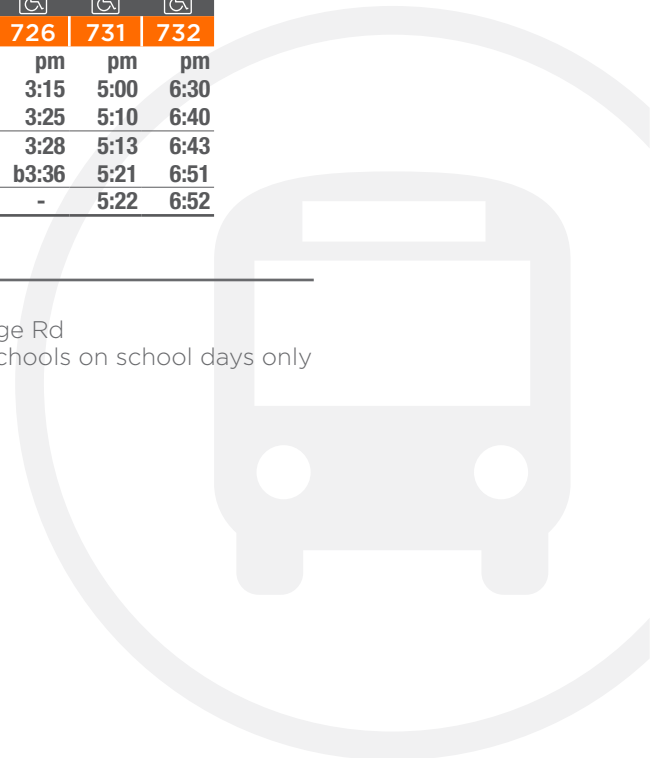 726 731 732
pm pm pm
3:15 5:00 6:30
3:25 5:10 6:40
3:28 5:13 6:43
b3:36 5:21 6:51
- 5:22 6:52
ge Rd
chools on school days only